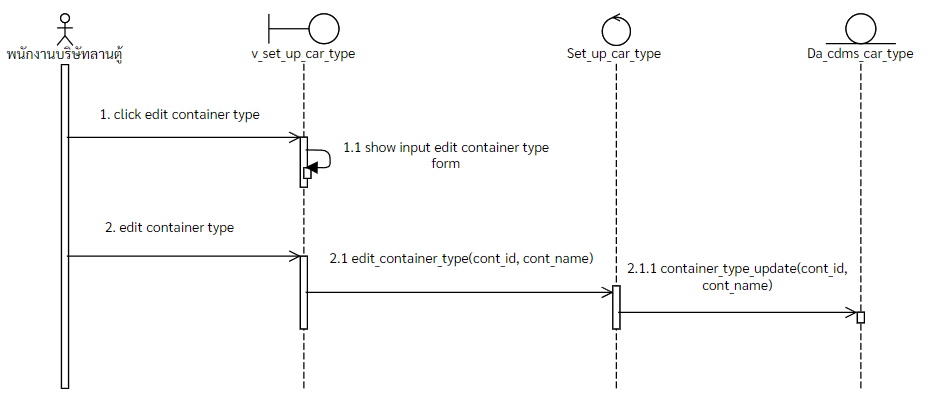 พนักงานบริษัทลานตู้
v_set_up_car_type
Set_up_car_type
Da_cdms_car_type
1. click edit container type
1.1 show input edit container type
form
2. edit container type
2.1 edit_container_type(cont_id, cont_name)
2.1.1 container_type_update(cont_id,
cont_name)